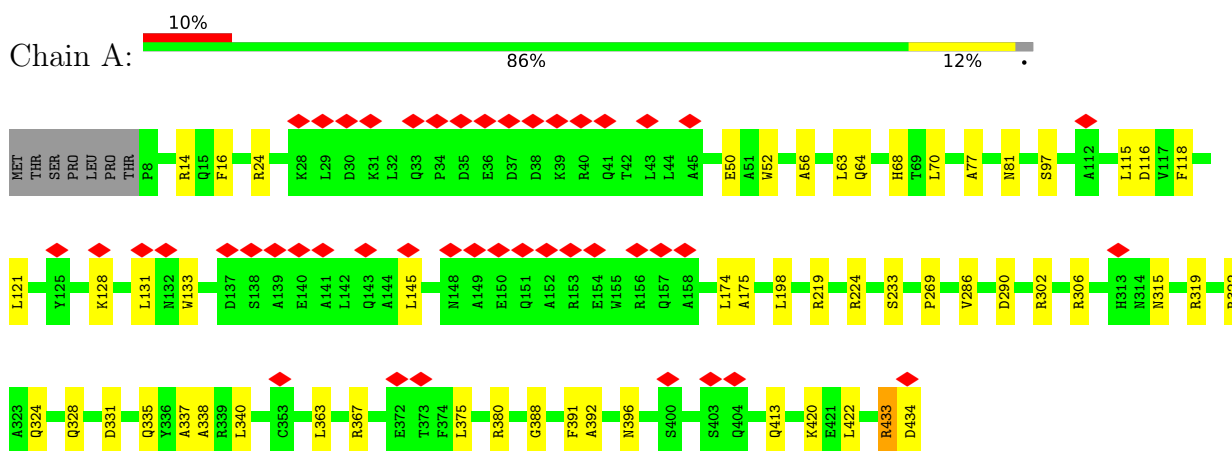 10%
Chain A:
86% 12% •
MET THR SER PRO LEU PRO THR P8 R14 Q15 F16 R24 K28 L29 D30 K31 L32 Q33 P34 D35 E36 D37 D38 K39 R40 Q41 T42 L43 L44 A45 E50 A51 W52 A56 L63 Q64 H68 T69 L70 A77 N81 S97 A112 L115 D116 V117 F118
L121 Y125 K128 L131 N132 W133 D137 S138 A139 E140 A141 L142 Q143 A144 L145 N148 A149 E150 Q151 A152 R153 E154 W155 R156 Q157 A158 L174 A175 L198 R219 R224 S233 P269 V286 D290 R302 R306 H313 N314 N315 R319
A323 Q324 Q328 D331 Q335 Y336 A337 A338 R339 L340 C353 L363 R367 E372 T373 F374 L375 R380 G388 F391 A392 N396 S400 S403 Q404 Q413 K420 E421 L422 R433 D434